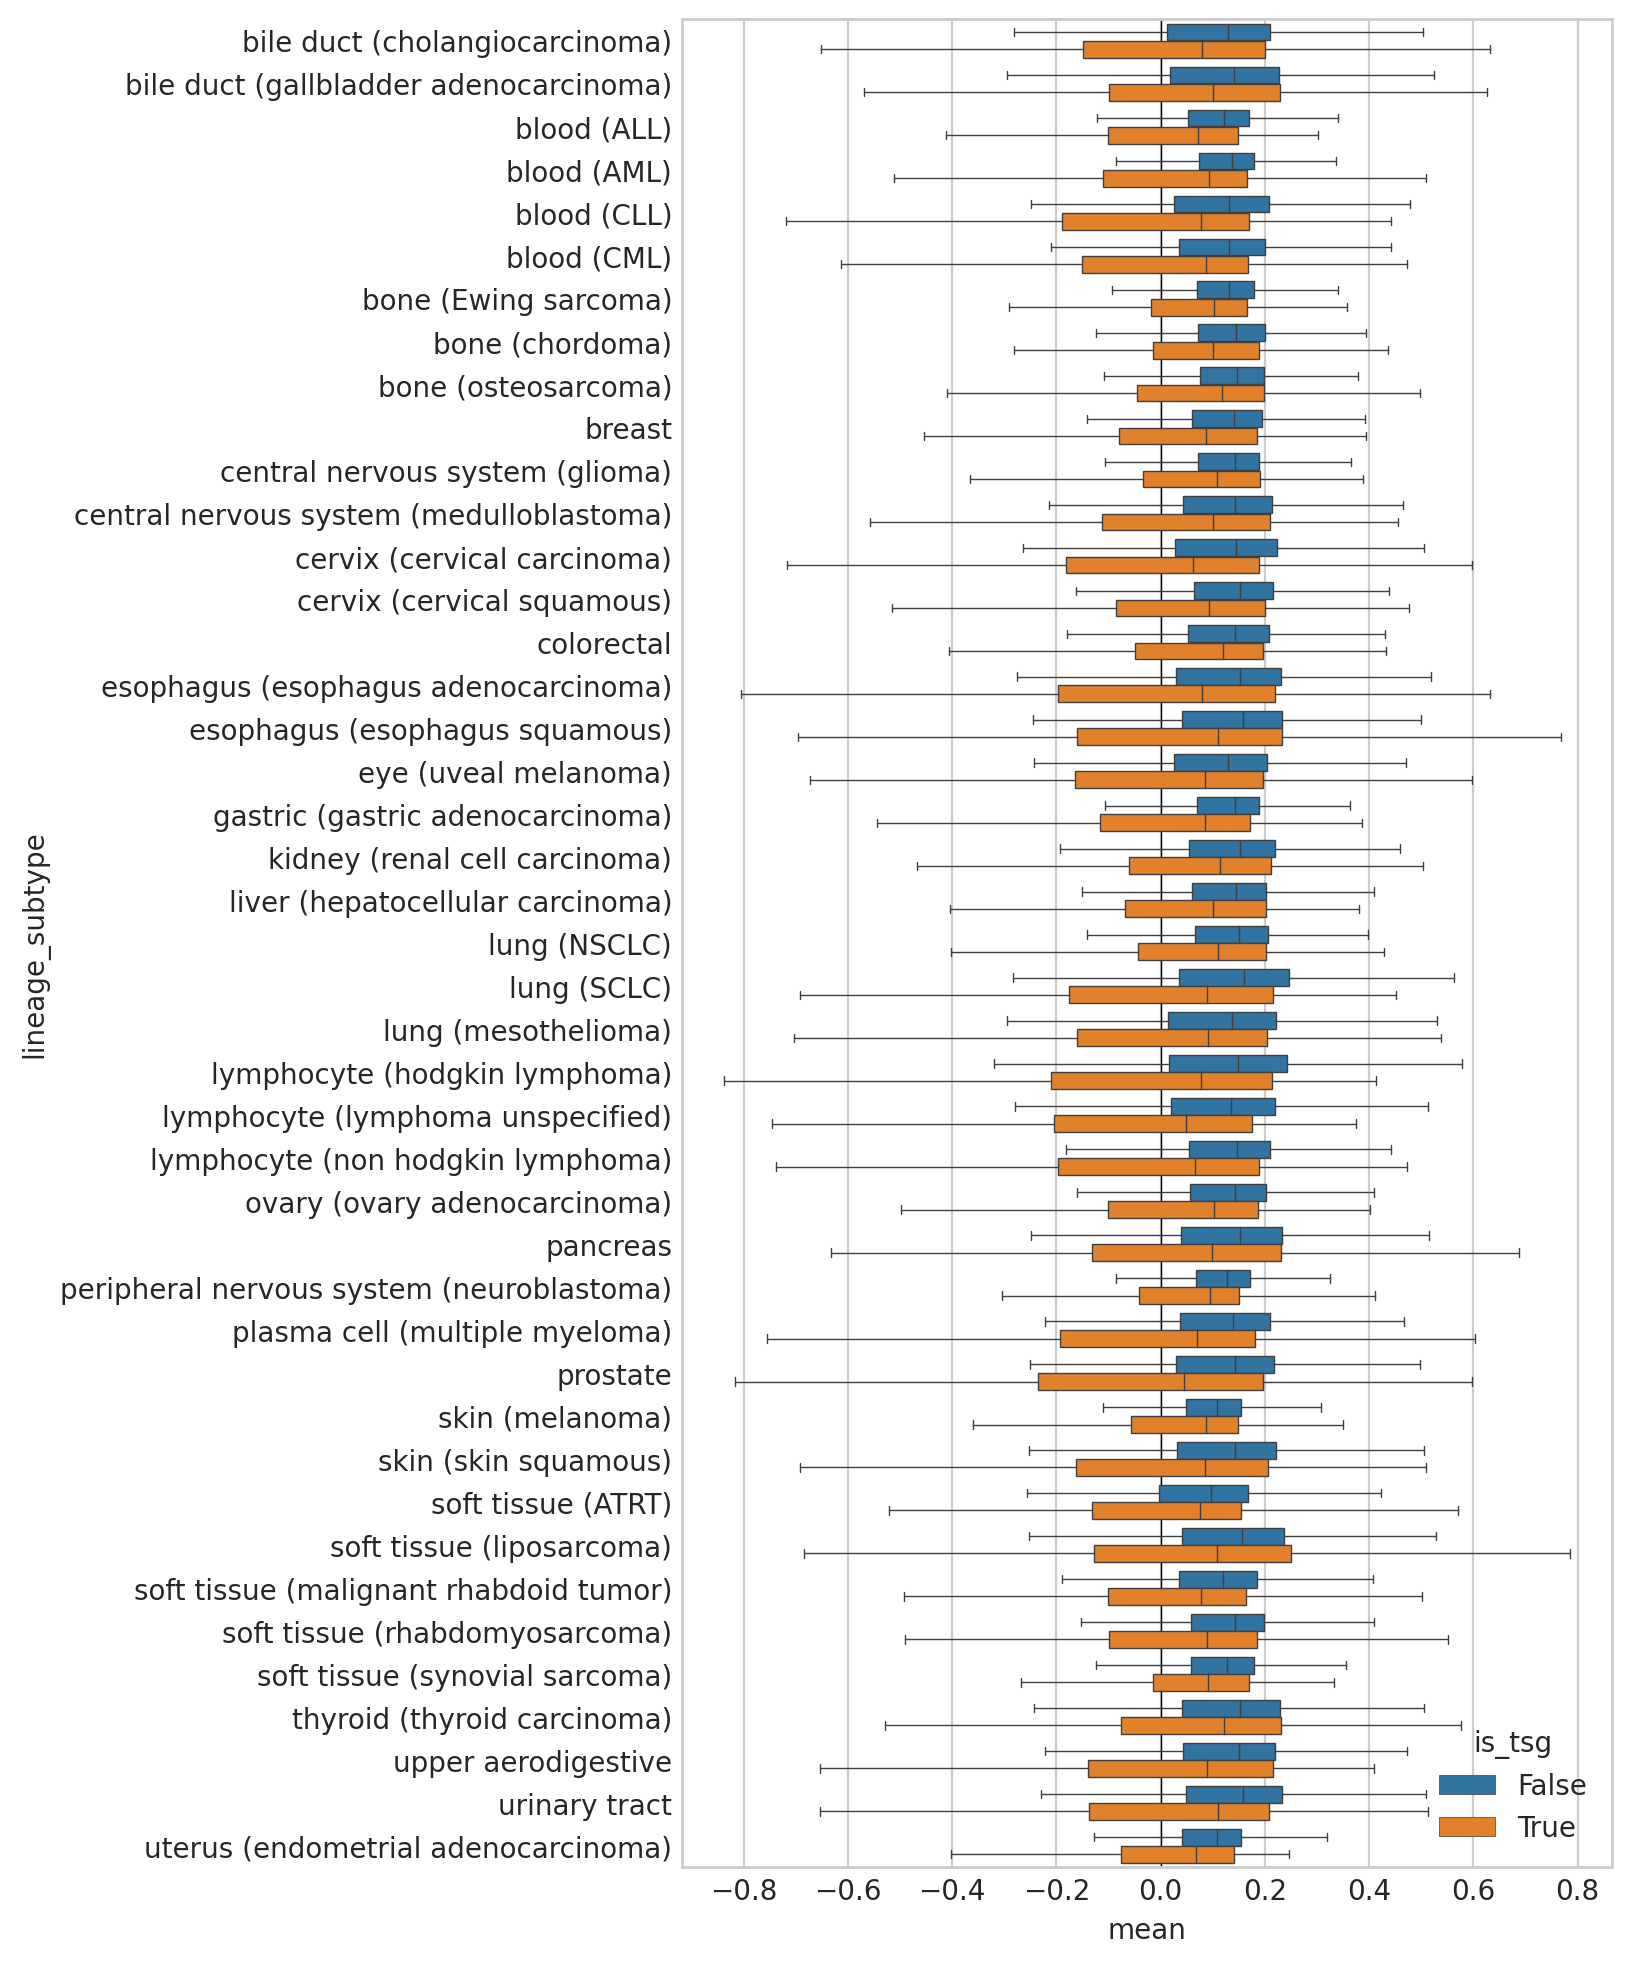 bile duct (cholangiocarcinoma)
bile duct (gallbladder adenocarcinoma)
blood (ALL)
blood (AML)
blood (CLL)
blood (CML)
bone (Ewing sarcoma)
bone (chordoma)
bone (osteosarcoma)
breast
central nervous system (glioma)
central nervous system (medulloblastoma)
cervix (cervical carcinoma)
cervix (cervical squamous)
colorectal
esophagus (esophagus adenocarcinoma)
esophagus (esophagus squamous)
eye (uveal melanoma)
gastric (gastric adenocarcinoma)
kidney (renal cell carcinoma)
liver (hepatocellular carcinoma)
lung (NSCLC)
lung (SCLC)
lung (mesothelioma)
lymphocyte (hodgkin lymphoma)
lymphocyte (lymphoma unspecified)
lymphocyte (non hodgkin lymphoma)
ovary (ovary adenocarcinoma)
pancreas
peripheral nervous system (neuroblastoma)
plasma cell (multiple myeloma)
prostate
skin (melanoma)
skin (skin squamous)
soft tissue (ATRT)
soft tissue (liposarcoma)
soft tissue (malignant rhabdoid tumor)
soft tissue (rhabdomyosarcoma)
soft tissue (synovial sarcoma)
thyroid (thyroid carcinoma)
upper aerodigestive
urinary tract
uterus (endometrial adenocarcinoma)
lineage_subtype
is_tsg
False
True
−0.8 −0.6 −0.4 −0.2 0.0 0.2 0.4 0.6 0.8
mean